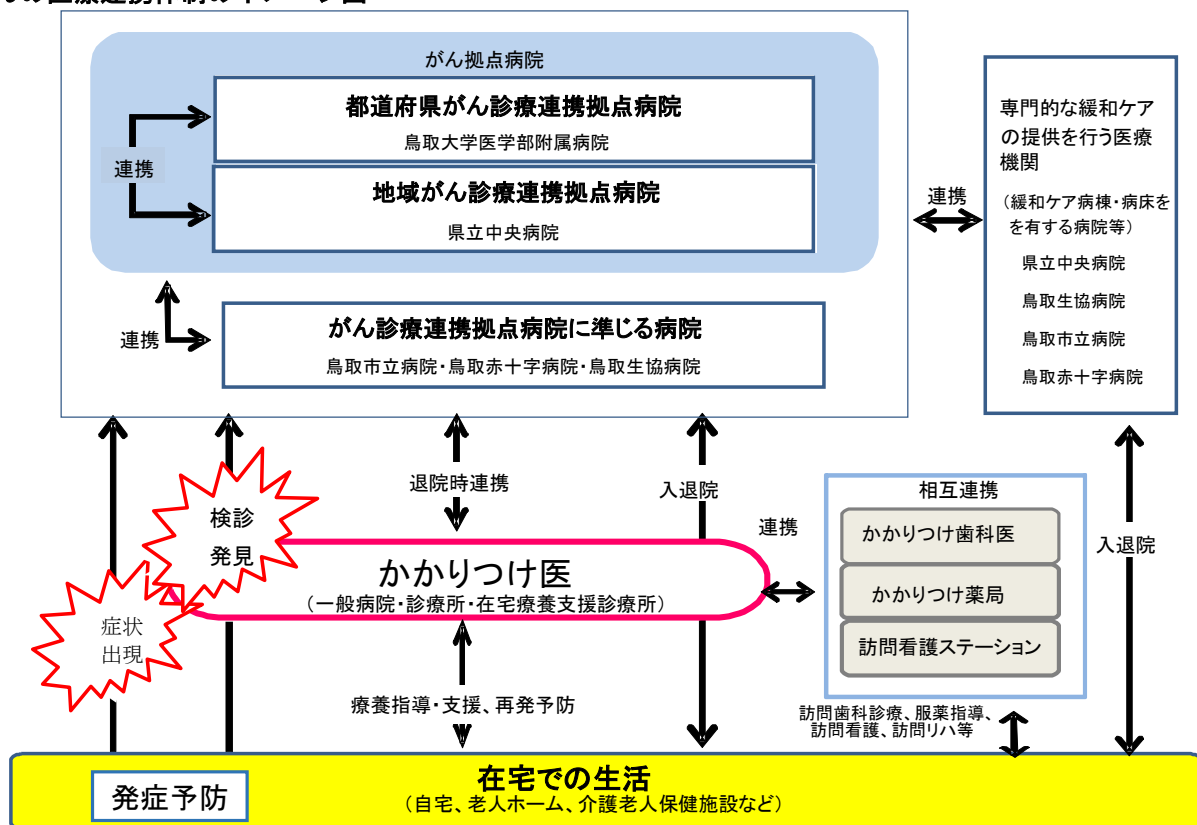 がん拠点病院
都道府県がん診療連携拠点病院
鳥取大学医学部附属病院
連携
地域がん診療連携拠点病院
県立中央病院
連携
がん診療連携拠点病院に準じる病院
鳥取市立病院・鳥取赤十字病院・鳥取生協病院
連携
専門的な緩和ケア
の提供を行う医療
機関
（緩和ケア病棟・病床を
を有する病院等）
県立中央病院
鳥取生協病院
鳥取市立病院
鳥取赤十字病院
退院時連携
入退院
検診
発見
症状
出現
かかりつけ医
（一般病院・診療所・在宅療養支援診療所）
連携
相互連携
かかりつけ歯科医
かかりつけ薬局
訪問看護ステーション
入退院
療養指導・支援、再発予防
訪問歯科診療、服薬指導、
訪問看護、訪問リハ等
発症予防
在宅での生活
（自宅、老人ホーム、介護老人保健施設など）